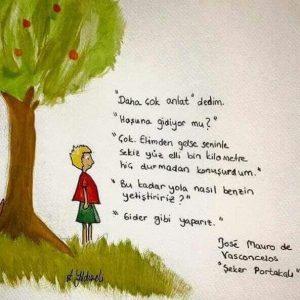 "Daha çok anlat" dedim.
"Hoşuna gidiyor mu?"
"Çok. Elimden gelse seninle
sekiz yüz elli bin kilometre
hiç durmadan konuşurdum."
"Bu kadar yola nasıl benzin
yetiştiririz?"
"Gider gibi yaparız."
José Mauro de
Vasconcelos
"Şeker Portakalı"